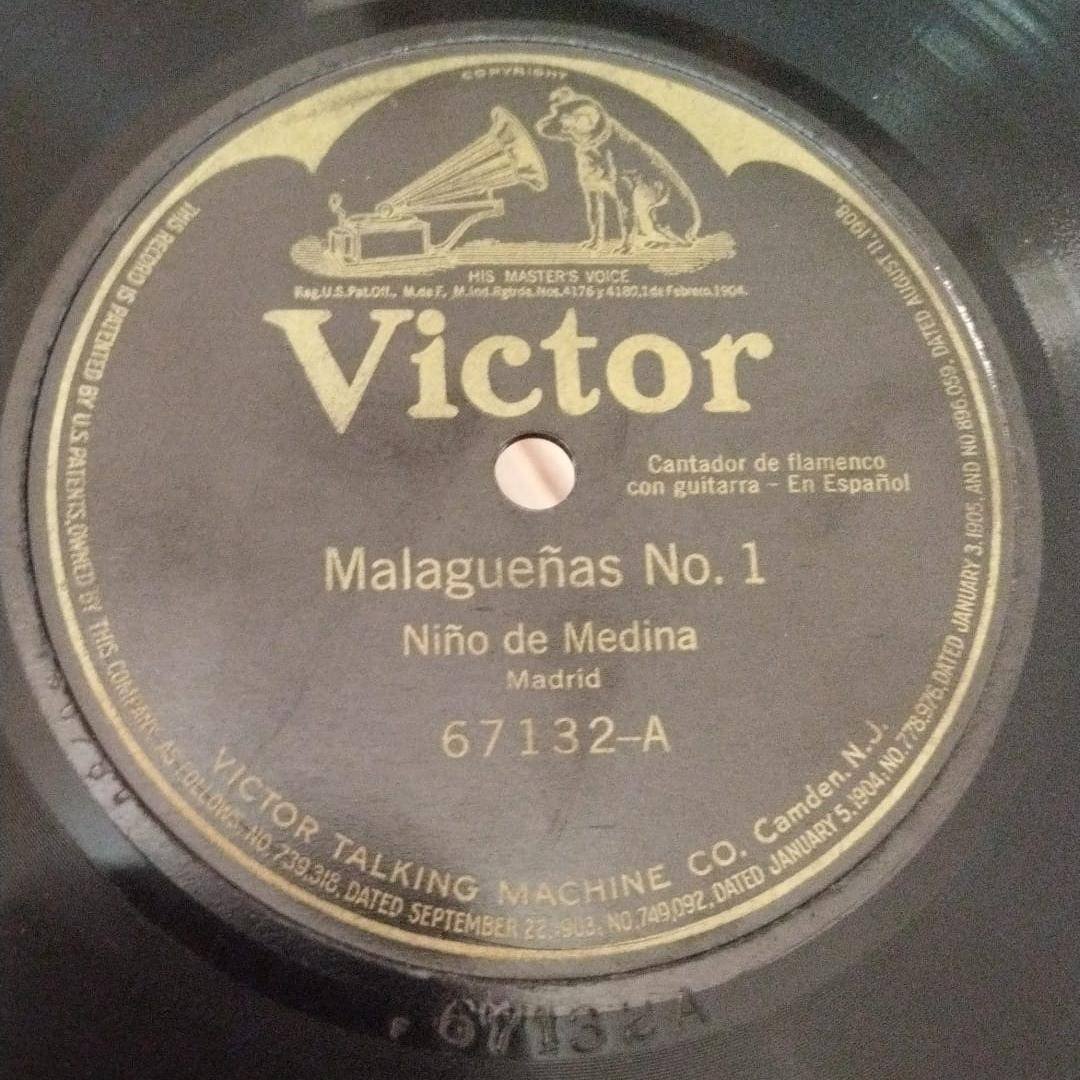 COPYRIGHT
HIS MASTER'S VOICE
Reg.U.S.Pat.Off., M.de F., M.Ind.Rgtrda.Nos.4176 y 4180,1 de Febrero,1904.
Victor
Cantador de flamenco
con guitarra – En Español
Malagueñas No. 1
Niño de Medina
Madrid
67132–A
VICTOR TALKING MACHINE CO. Camden. N.J.
THIS RECORD IS PATENTED BY U.S. PATENTS, OWNED BY THIS COMPANY, AS FOLLOWS: NO.739,318, DATED SEPTEMBER 22, 1903, NO.749,092, DATED JANUARY 5, 1904, NO.778,976, DATED JANUARY 3, 1905, AND NO.896,059, DATED AUGUST 11, 1908.
67132 A